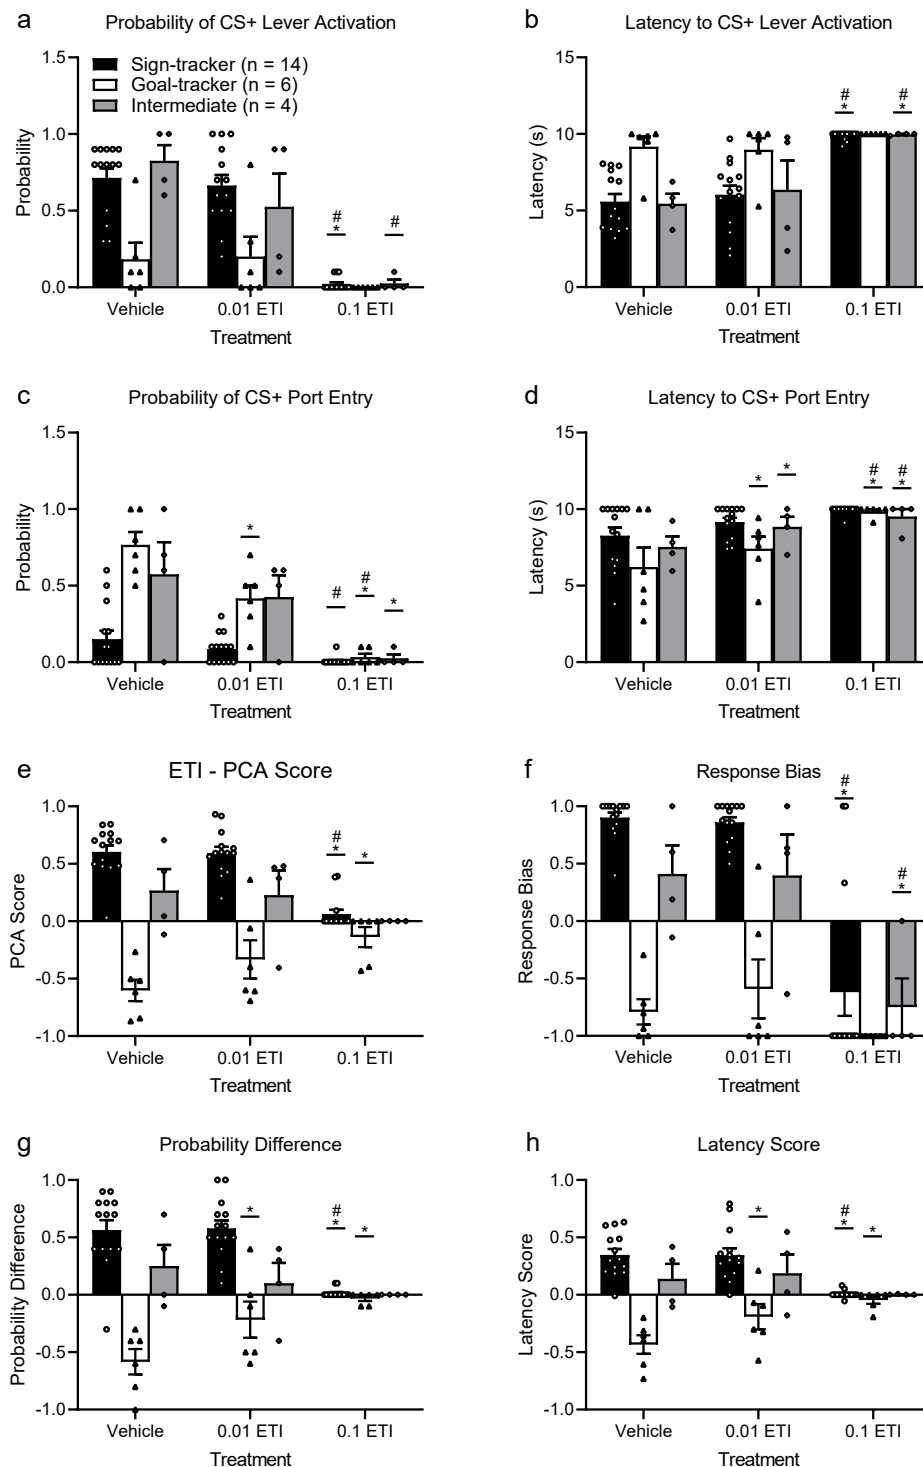 a Probability of CS+ Lever Activation
1.5
Sign-tracker (n = 14)
Goal-tracker (n = 6)
Intermediate (n = 4)
1.0
Probability
0.5
#
*
#
0.0
Vehicle 0.01 ETI 0.1 ETI
Treatment
b Latency to CS+ Lever Activation
15
#
*
#
*
10
Latency (s)
5
0
Vehicle 0.01 ETI 0.1 ETI
Treatment
c Probability of CS+ Port Entry
1.5
1.0
Probability
*
0.5
#
#
*
*
0.0
Vehicle 0.01 ETI 0.1 ETI
Treatment
d Latency to CS+ Port Entry
15
*
*
#
*
#
*
10
Latency (s)
5
0
Vehicle 0.01 ETI 0.1 ETI
Treatment
e ETI - PCA Score
1.0
#
*
*
0.5
PCA Score
0.0
-0.5
-1.0
Vehicle 0.01 ETI 0.1 ETI
Treatment
f Response Bias
#
*
1.0
0.5
#
*
Response Bias
0.0
-0.5
-1.0
Vehicle 0.01 ETI 0.1 ETI
Treatment
g Probability Difference
1.0
*
#
*
*
0.5
Probability Difference
0.0
-0.5
-1.0
Vehicle 0.01 ETI 0.1 ETI
Treatment
h Latency Score
1.0
*
#
*
*
0.5
Latency Score
0.0
-0.5
-1.0
Vehicle 0.01 ETI 0.1 ETI
Treatment